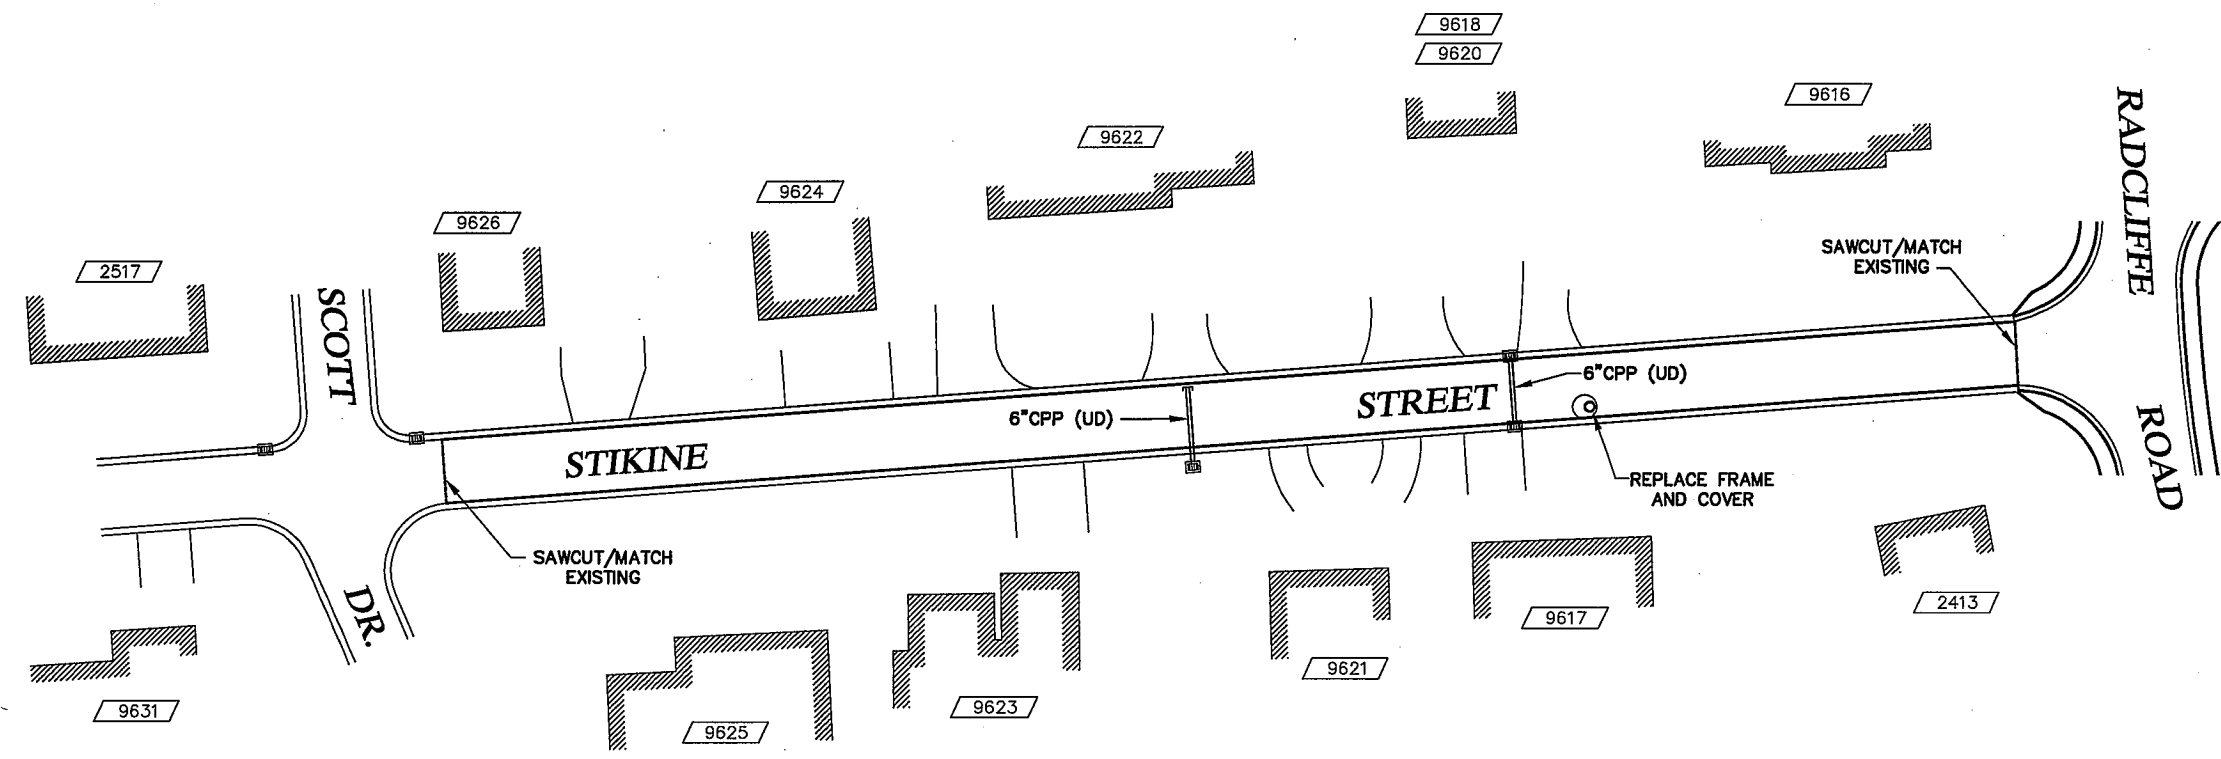 9618
9620
9616
9622
9624
9626
2517
RADCLIFFE
ROAD
SCOTT
DR.
SAWCUT/MATCH
EXISTING
6"CPP (UD)
6"CPP (UD)
STIKINE
STREET
REPLACE FRAME
AND COVER
SAWCUT/MATCH
EXISTING
2413
9617
9621
9623
9625
9631